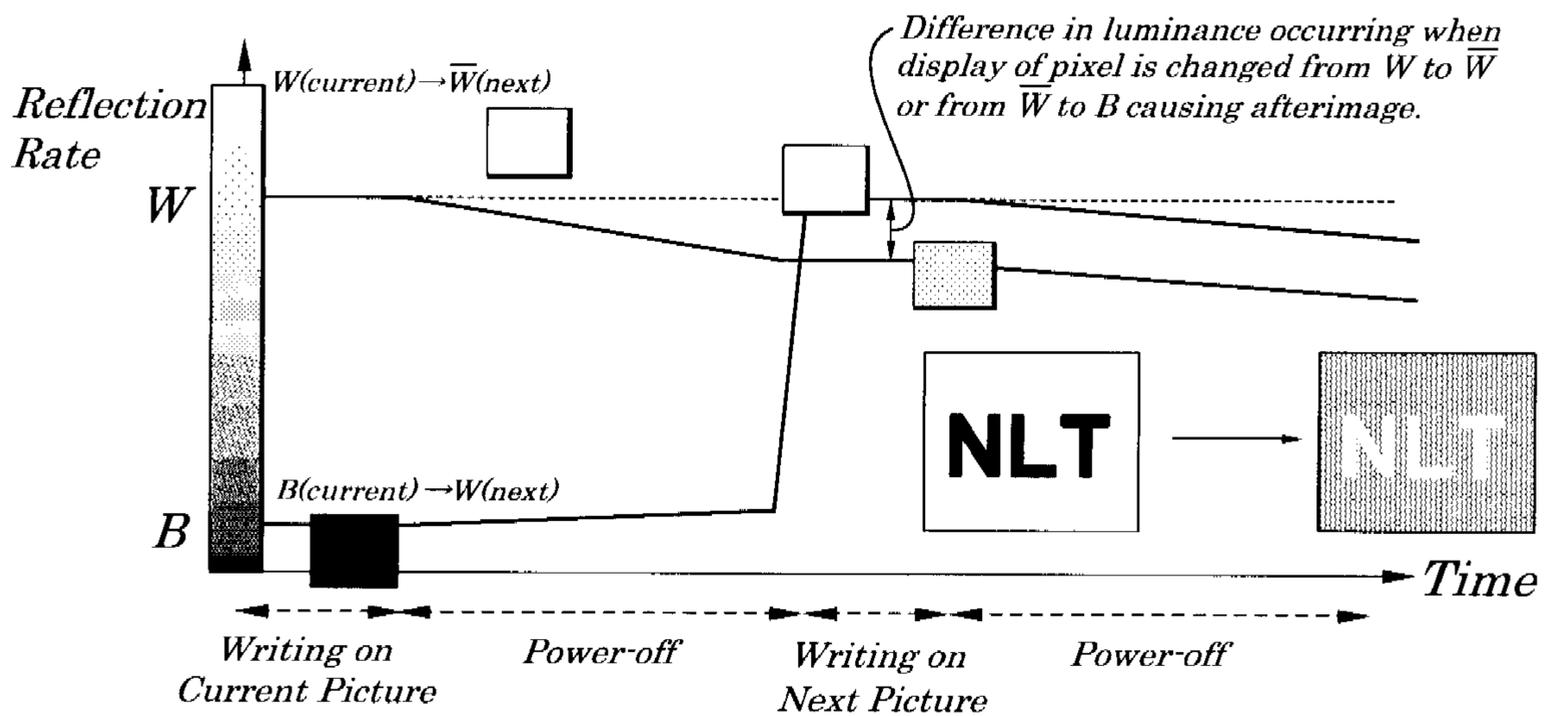 Difference in luminance occurring when
display of pixel is changed from W to W̅
or from W̅ to B causing afterimage.
W(current)→W̅(next)
Reflection
Rate
W
NLT
NLT
B(current)→W(next)
B
Time
Writing on
Current Picture
Power-off
Writing on
Next Picture
Power-off